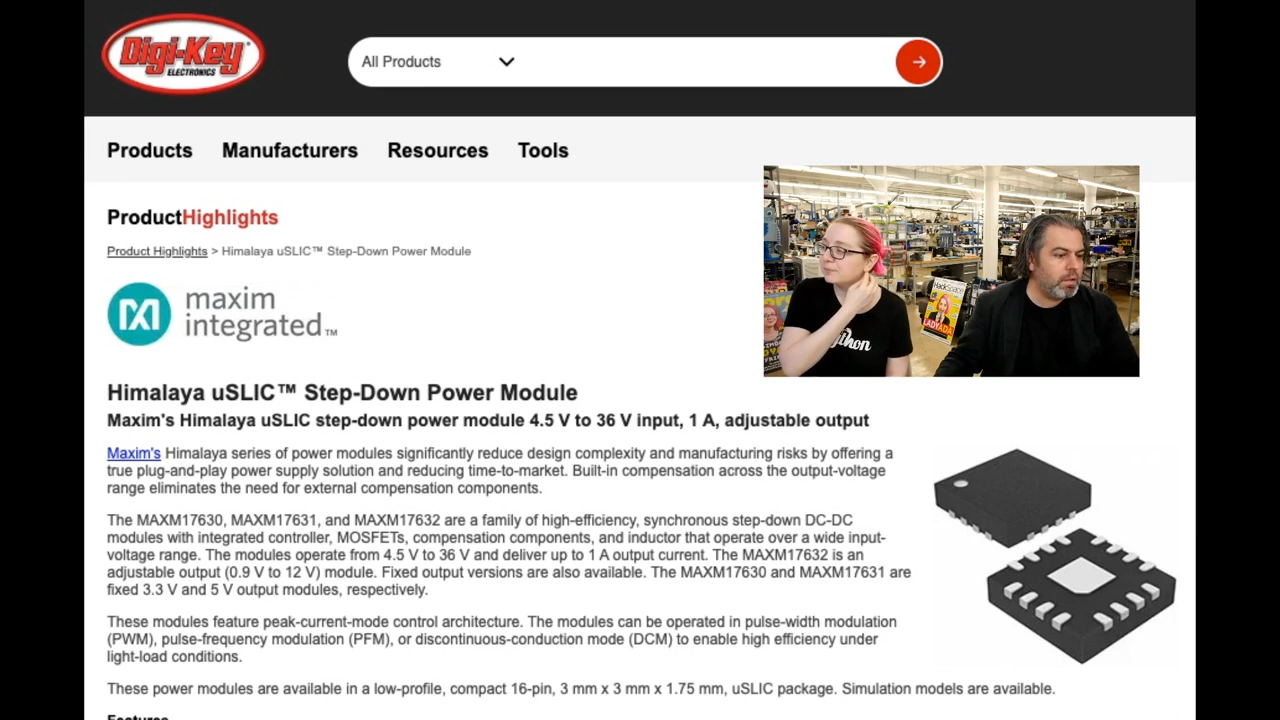 Digi-Key
ELECTRONICS
All Products
Products Manufacturers Resources Tools
ProductHighlights
Product Highlights > Himalaya uSLIC™ Step-Down Power Module
maxim
integrated™
HackSpace
LADYADA
Himalaya uSLIC™ Step-Down Power Module
Maxim's Himalaya uSLIC step-down power module 4.5 V to 36 V input, 1 A, adjustable output
Maxim's Himalaya series of power modules significantly reduce design complexity and manufacturing risks by offering a
true plug-and-play power supply solution and reducing time-to-market. Built-in compensation across the output-voltage
range eliminates the need for external compensation components.
The MAXM17630, MAXM17631, and MAXM17632 are a family of high-efficiency, synchronous step-down DC-DC
modules with integrated controller, MOSFETs, compensation components, and inductor that operate over a wide input-
voltage range. The modules operate from 4.5 V to 36 V and deliver up to 1 A output current. The MAXM17632 is an
adjustable output (0.9 V to 12 V) module. Fixed output versions are also available. The MAXM17630 and MAXM17631 are
fixed 3.3 V and 5 V output modules, respectively.
These modules feature peak-current-mode control architecture. The modules can be operated in pulse-width modulation
(PWM), pulse-frequency modulation (PFM), or discontinuous-conduction mode (DCM) to enable high efficiency under
light-load conditions.
These power modules are available in a low-profile, compact 16-pin, 3 mm x 3 mm x 1.75 mm, uSLIC package. Simulation models are available.
Features